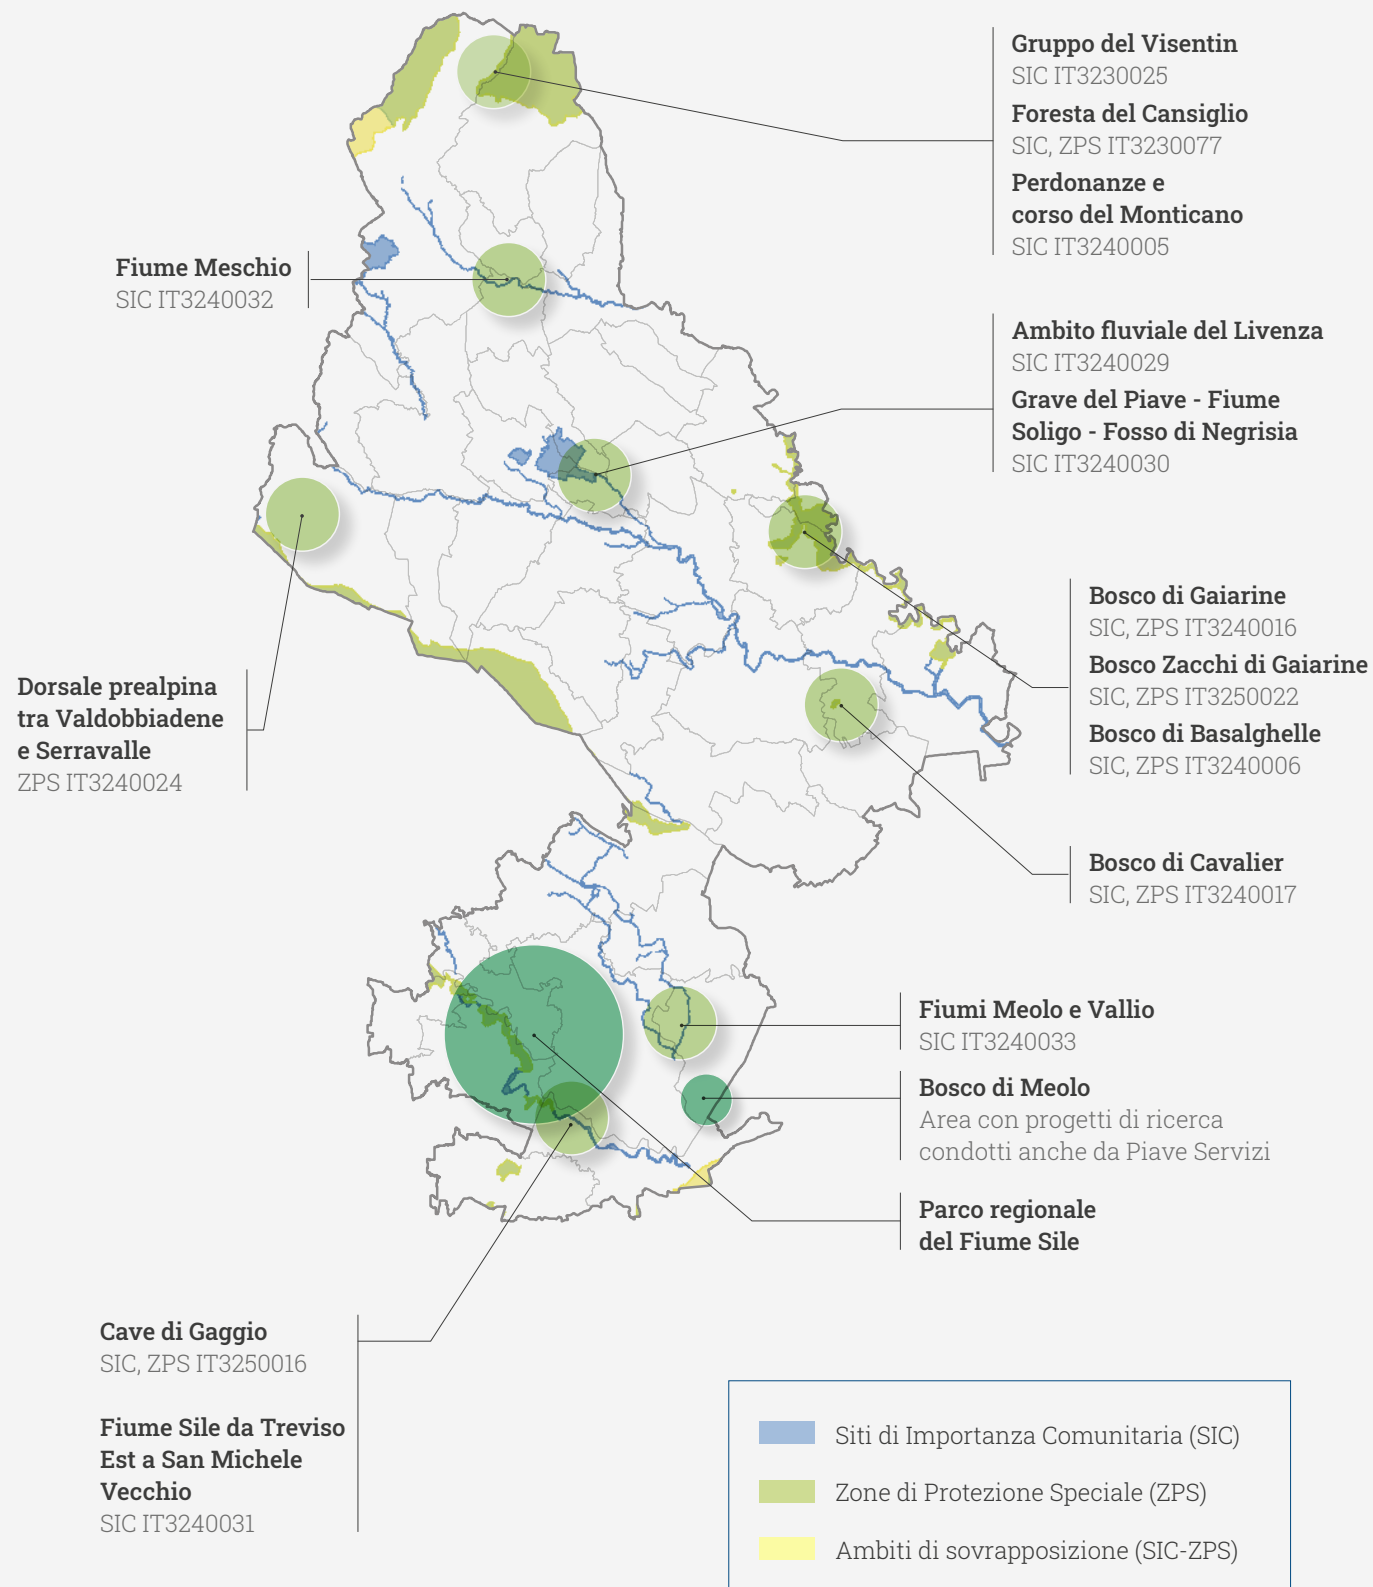 Gruppo del Visentin
SIC IT3230025
Foresta del Cansiglio
SIC, ZPS IT3230077
Perdonanze e
corso del Monticano
SIC IT3240005
Fiume Meschio
SIC IT3240032
Ambito fluviale del Livenza
SIC IT3240029
Grave del Piave - Fiume
Soligo - Fosso di Negrisia
SIC IT3240030
Bosco di Gaiarine
SIC, ZPS IT3240016
Bosco Zacchi di Gaiarine
SIC, ZPS IT3250022
Bosco di Basalghelle
SIC, ZPS IT3240006
Dorsale prealpina
tra Valdobbiadene
e Serravalle
ZPS IT3240024
Bosco di Cavalier
SIC, ZPS IT3240017
Fiumi Meolo e Vallio
SIC IT3240033
Bosco di Meolo
Area con progetti di ricerca
condotti anche da Piave Servizi
Parco regionale
del Fiume Sile
Cave di Gaggio
SIC, ZPS IT3250016
Fiume Sile da Treviso
Est a San Michele
Vecchio
SIC IT3240031
Siti di Importanza Comunitaria (SIC)
Zone di Protezione Speciale (ZPS)
Ambiti di sovrapposizione (SIC-ZPS)